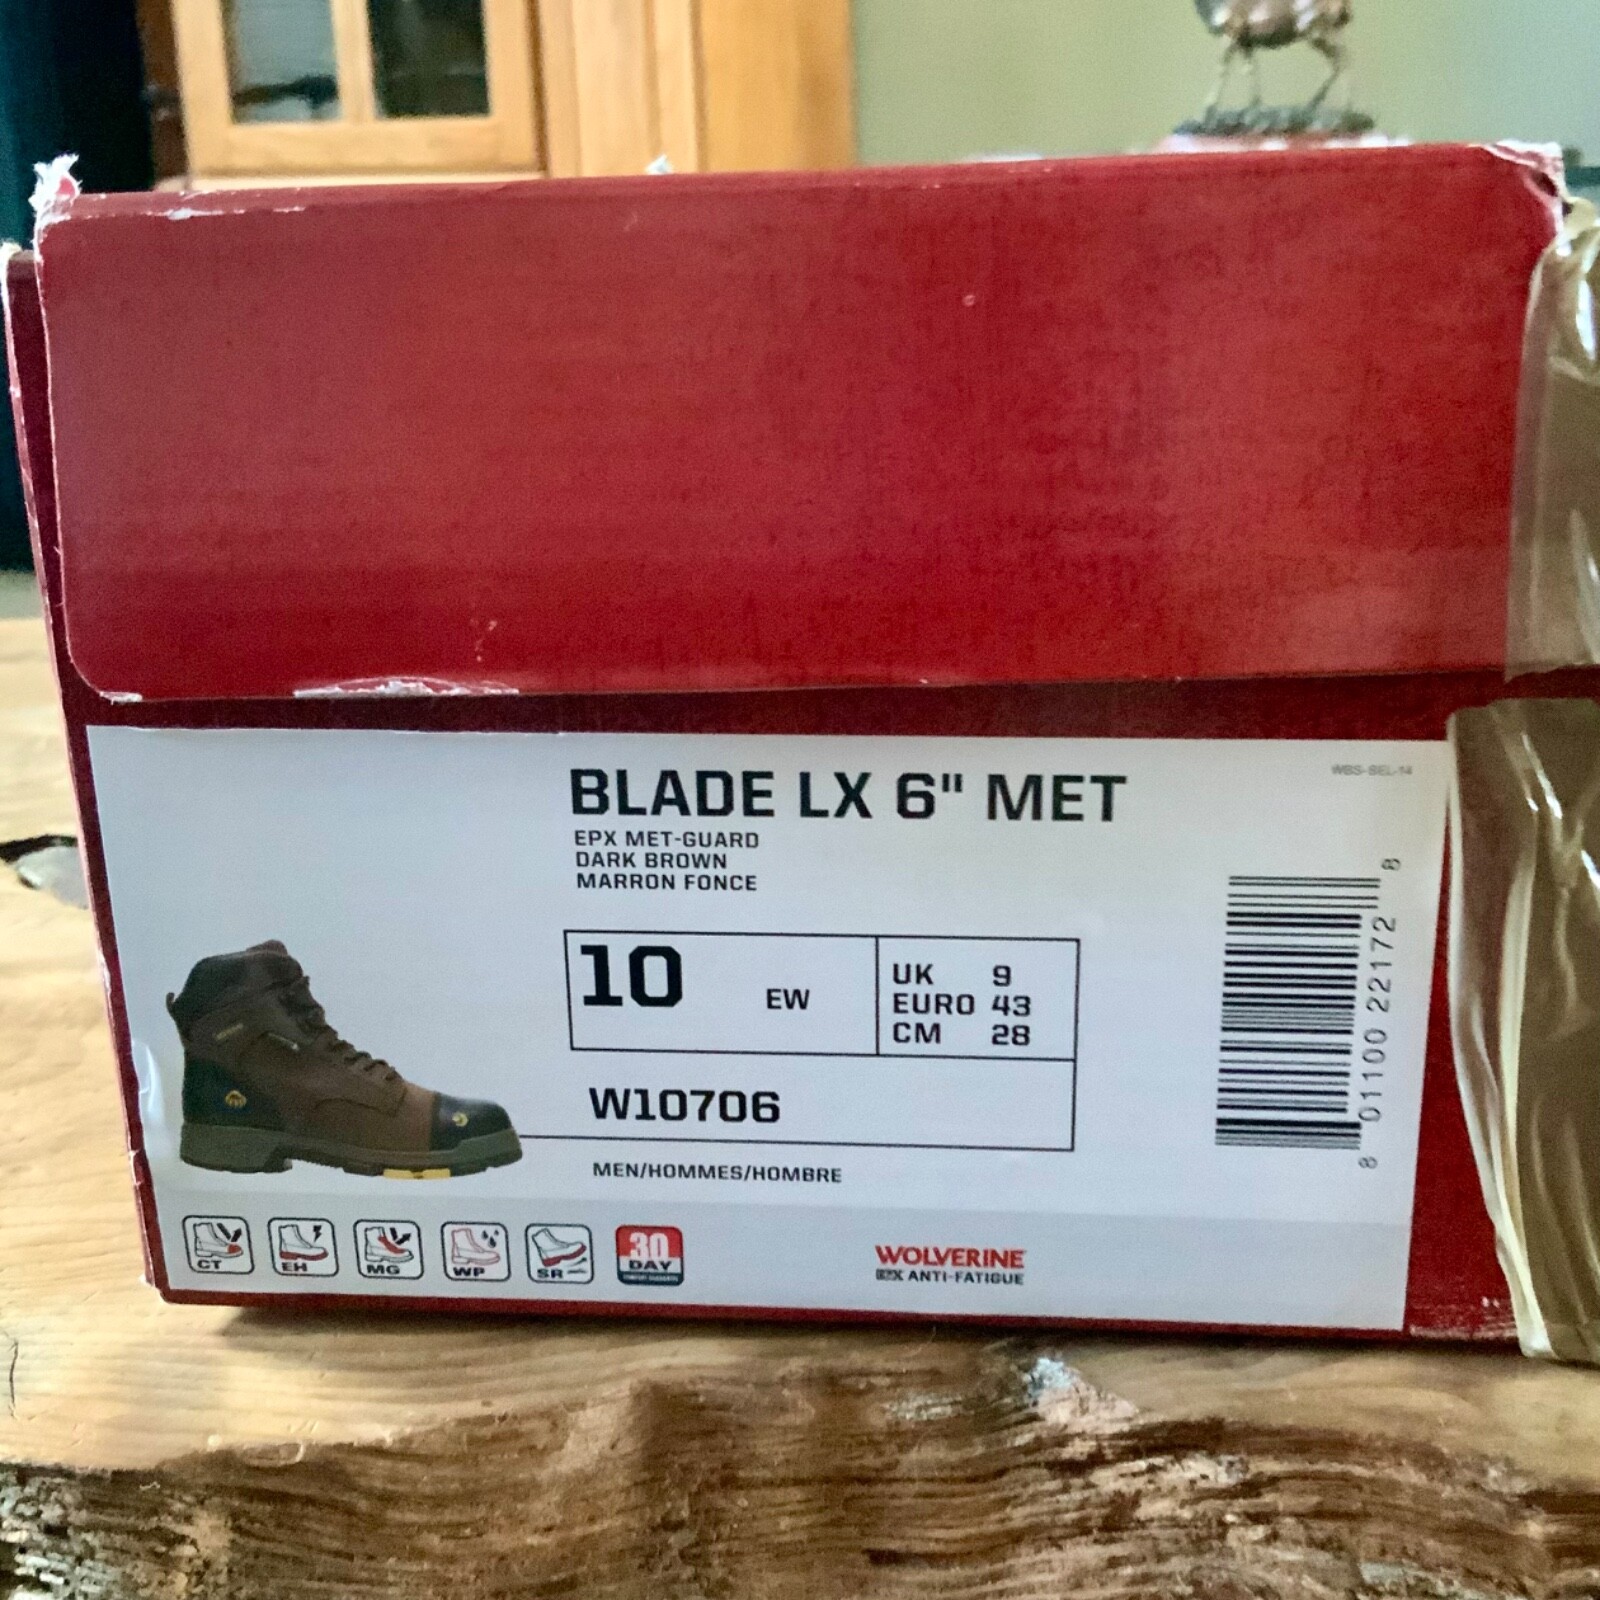 WBS-BEL-14
BLADE LX 6" MET
EPX MET-GUARD
DARK BROWN
MARRON FONCE
10 EW
UK 9
EURO 43
CM 28
W10706
MEN/HOMMES/HOMBRE
8 01100 22172 8
CT
EH
MG
WP
SR
30
DAY
WOLVERINE
EPX ANTI-FATIGUE